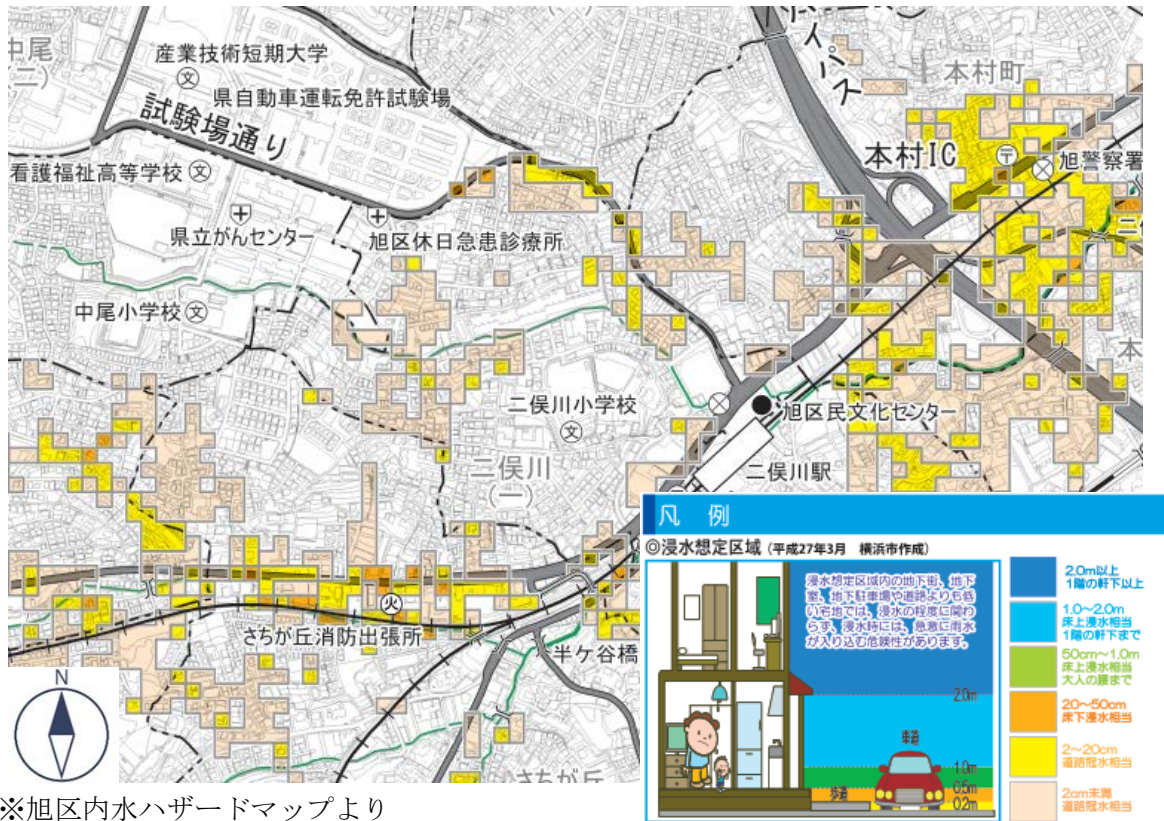 中尾
(二)
産業技術短期大学
文
県自動車運転免許試験場
試験場通り
看護福祉高等学校
文
県立がんセンター
旭区休日急患診療所
中尾小学校
文
バイパス
本村町
本村IC
〒
旭警察署
二俣川小学校
文
旭区民文化センター
二俣川
(一)
二俣川駅
火
さちが丘消防出張所
半ケ谷橋
さちが丘
N
凡 例
◎浸水想定区域 (平成27年3月 横浜市作成)
浸水想定区域内の地下街、地下
室、地下駐車場や道路よりも低
い宅地では、浸水の程度に関わ
らず、浸水時には、急激に雨水
が入り込む危険性があります。
2.0m
車道
1.0m
歩道
0.5m
0.2m
2.0m以上
1階の軒下以上
1.0~2.0m
床上浸水相当
1階の軒下まで
50cm~1.0m
床上浸水相当
大人の腰まで
20~50cm
床下浸水相当
2~20cm
道路冠水相当
2cm未満
道路冠水相当
※旭区内水ハザードマップより